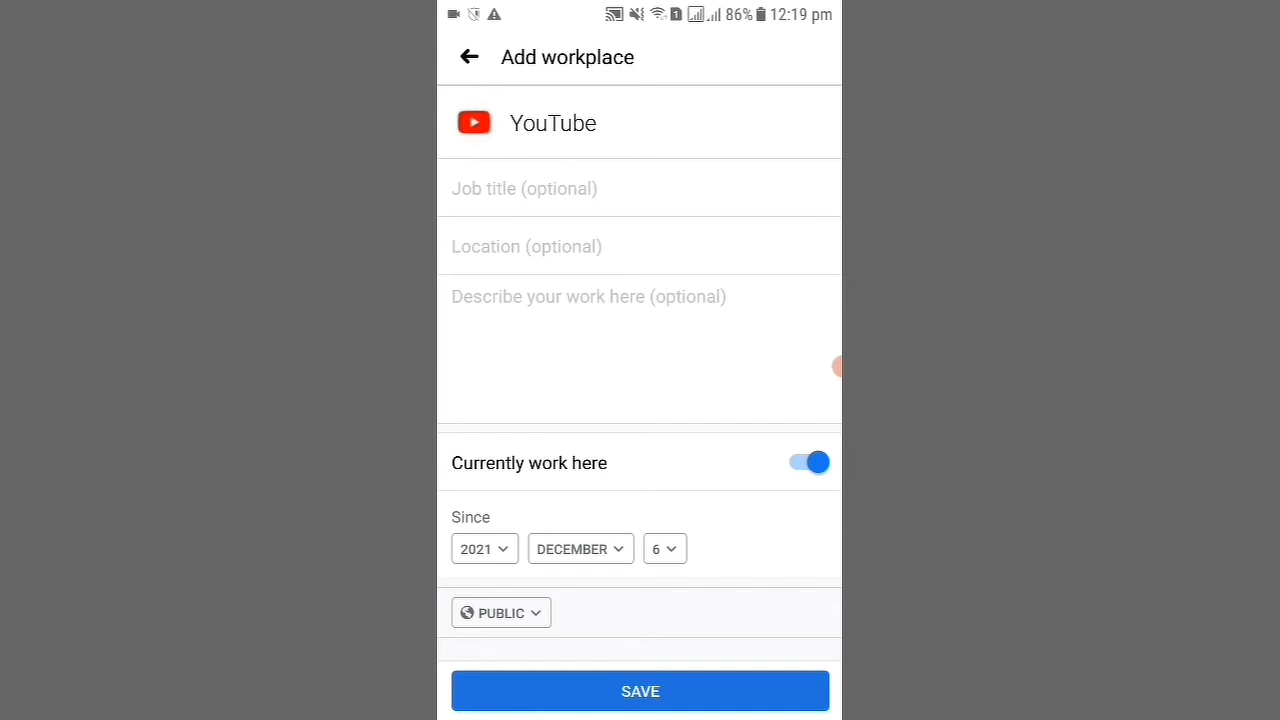 1 86% 12:19 pm
Add workplace
YouTube
Job title (optional)
Location (optional)
Describe your work here (optional)
Currently work here
Since
2021 DECEMBER 6
PUBLIC
SAVE